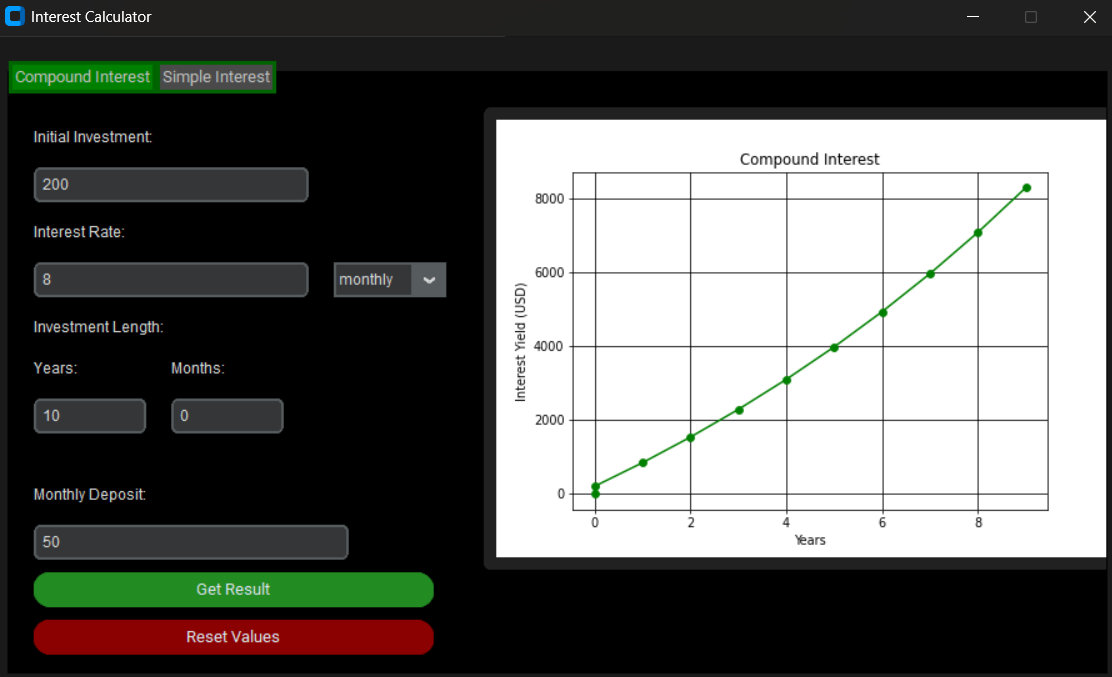 Interest Calculator
Compound Interest Simple Interest
Initial Investment:
200
Interest Rate:
8 monthly
Investment Length:
Years: Months:
10 0
Monthly Deposit:
50
Get Result
Reset Values
Compound Interest
Interest Yield (USD)
8000
6000
4000
2000
0
0 2 4 6 8
Years